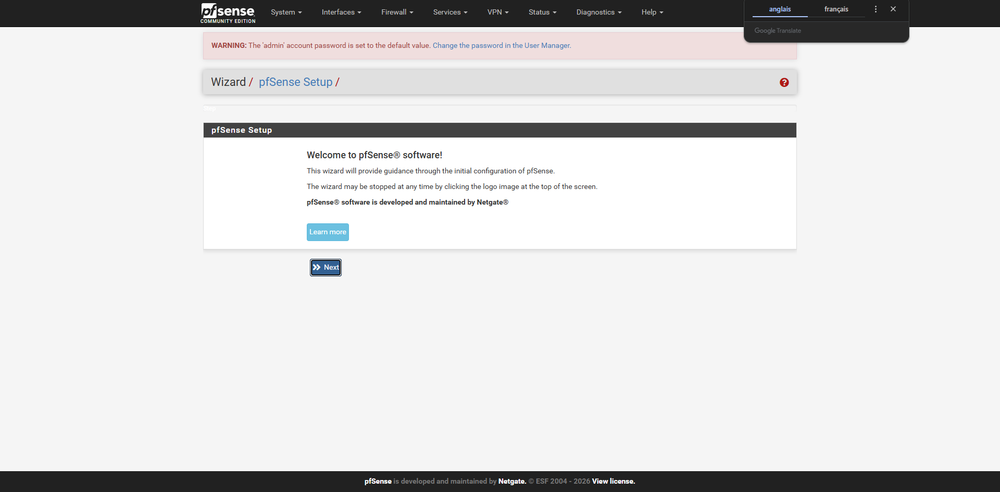 pfsense COMMUNITY EDITION System Interfaces Firewall Services VPN Status Diagnostics Help
anglais français
Google Translate
WARNING: The 'admin' account password is set to the default value. Change the password in the User Manager.
Wizard / pfSense Setup /
Step
pfSense Setup
Welcome to pfSense® software!
This wizard will provide guidance through the initial configuration of pfSense.
The wizard may be stopped at any time by clicking the logo image at the top of the screen.
pfSense® software is developed and maintained by Netgate®
Learn more
Next
pfSense is developed and maintained by Netgate. © ESF 2004 - 2026 View license.